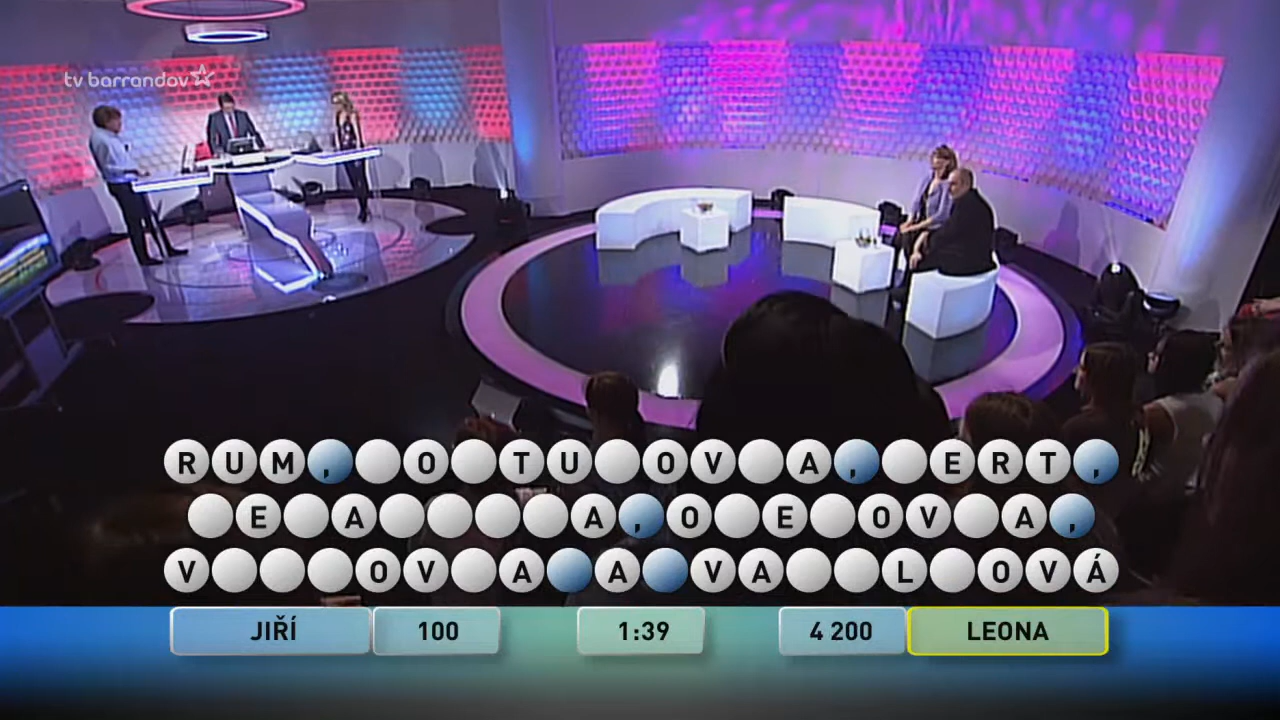 tv barrandov
RUM, O TU OV A, ERT,
E A A, O E OV A,
V OV A A VA L OVÁ
JIŘÍ 100 1:39 4 200 LEONA